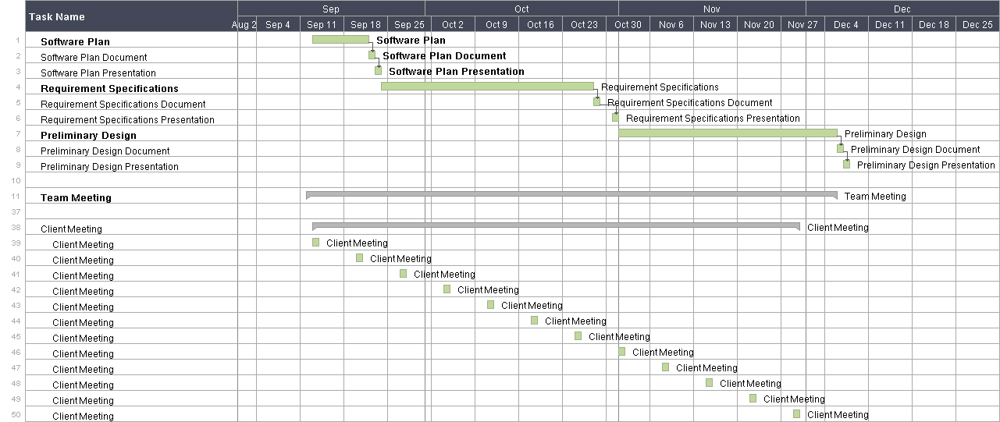 Task Name
Sep Oct Nov Dec
Aug 2 Sep 4 Sep 11 Sep 18 Sep 25 Oct 2 Oct 9 Oct 16 Oct 23 Oct 30 Nov 6 Nov 13 Nov 20 Nov 27 Dec 4 Dec 11 Dec 18 Dec 25
1 Software Plan Software Plan
2 Software Plan Document Software Plan Document
3 Software Plan Presentation Software Plan Presentation
4 Requirement Specifications Requirement Specifications
5 Requirement Specifications Document Requirement Specifications Document
6 Requirement Specifications Presentation Requirement Specifications Presentation
7 Preliminary Design Preliminary Design
8 Preliminary Design Document Preliminary Design Document
9 Preliminary Design Presentation Preliminary Design Presentation
10
11 Team Meeting Team Meeting
37
38 Client Meeting Client Meeting
39 Client Meeting Client Meeting
40 Client Meeting Client Meeting
41 Client Meeting Client Meeting
42 Client Meeting Client Meeting
43 Client Meeting Client Meeting
44 Client Meeting Client Meeting
45 Client Meeting Client Meeting
46 Client Meeting Client Meeting
47 Client Meeting Client Meeting
48 Client Meeting Client Meeting
49 Client Meeting Client Meeting
50 Client Meeting Client Meeting